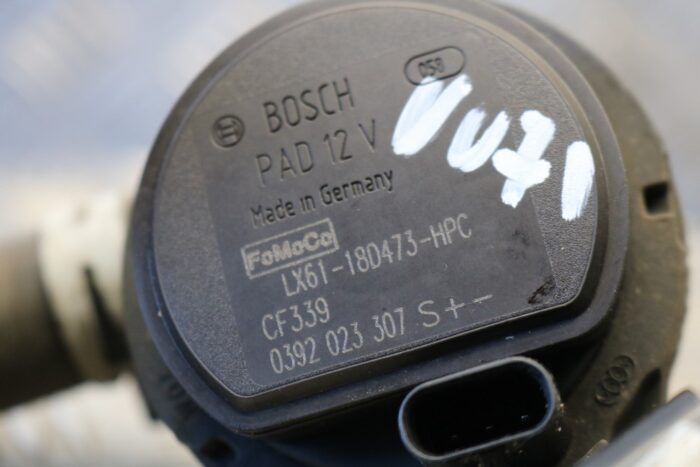 058
BOSCH
PAD 12 V
Made in Germany
FoMoCo
LX61-18D473-HPC
CF339
0392 023 307 S+-